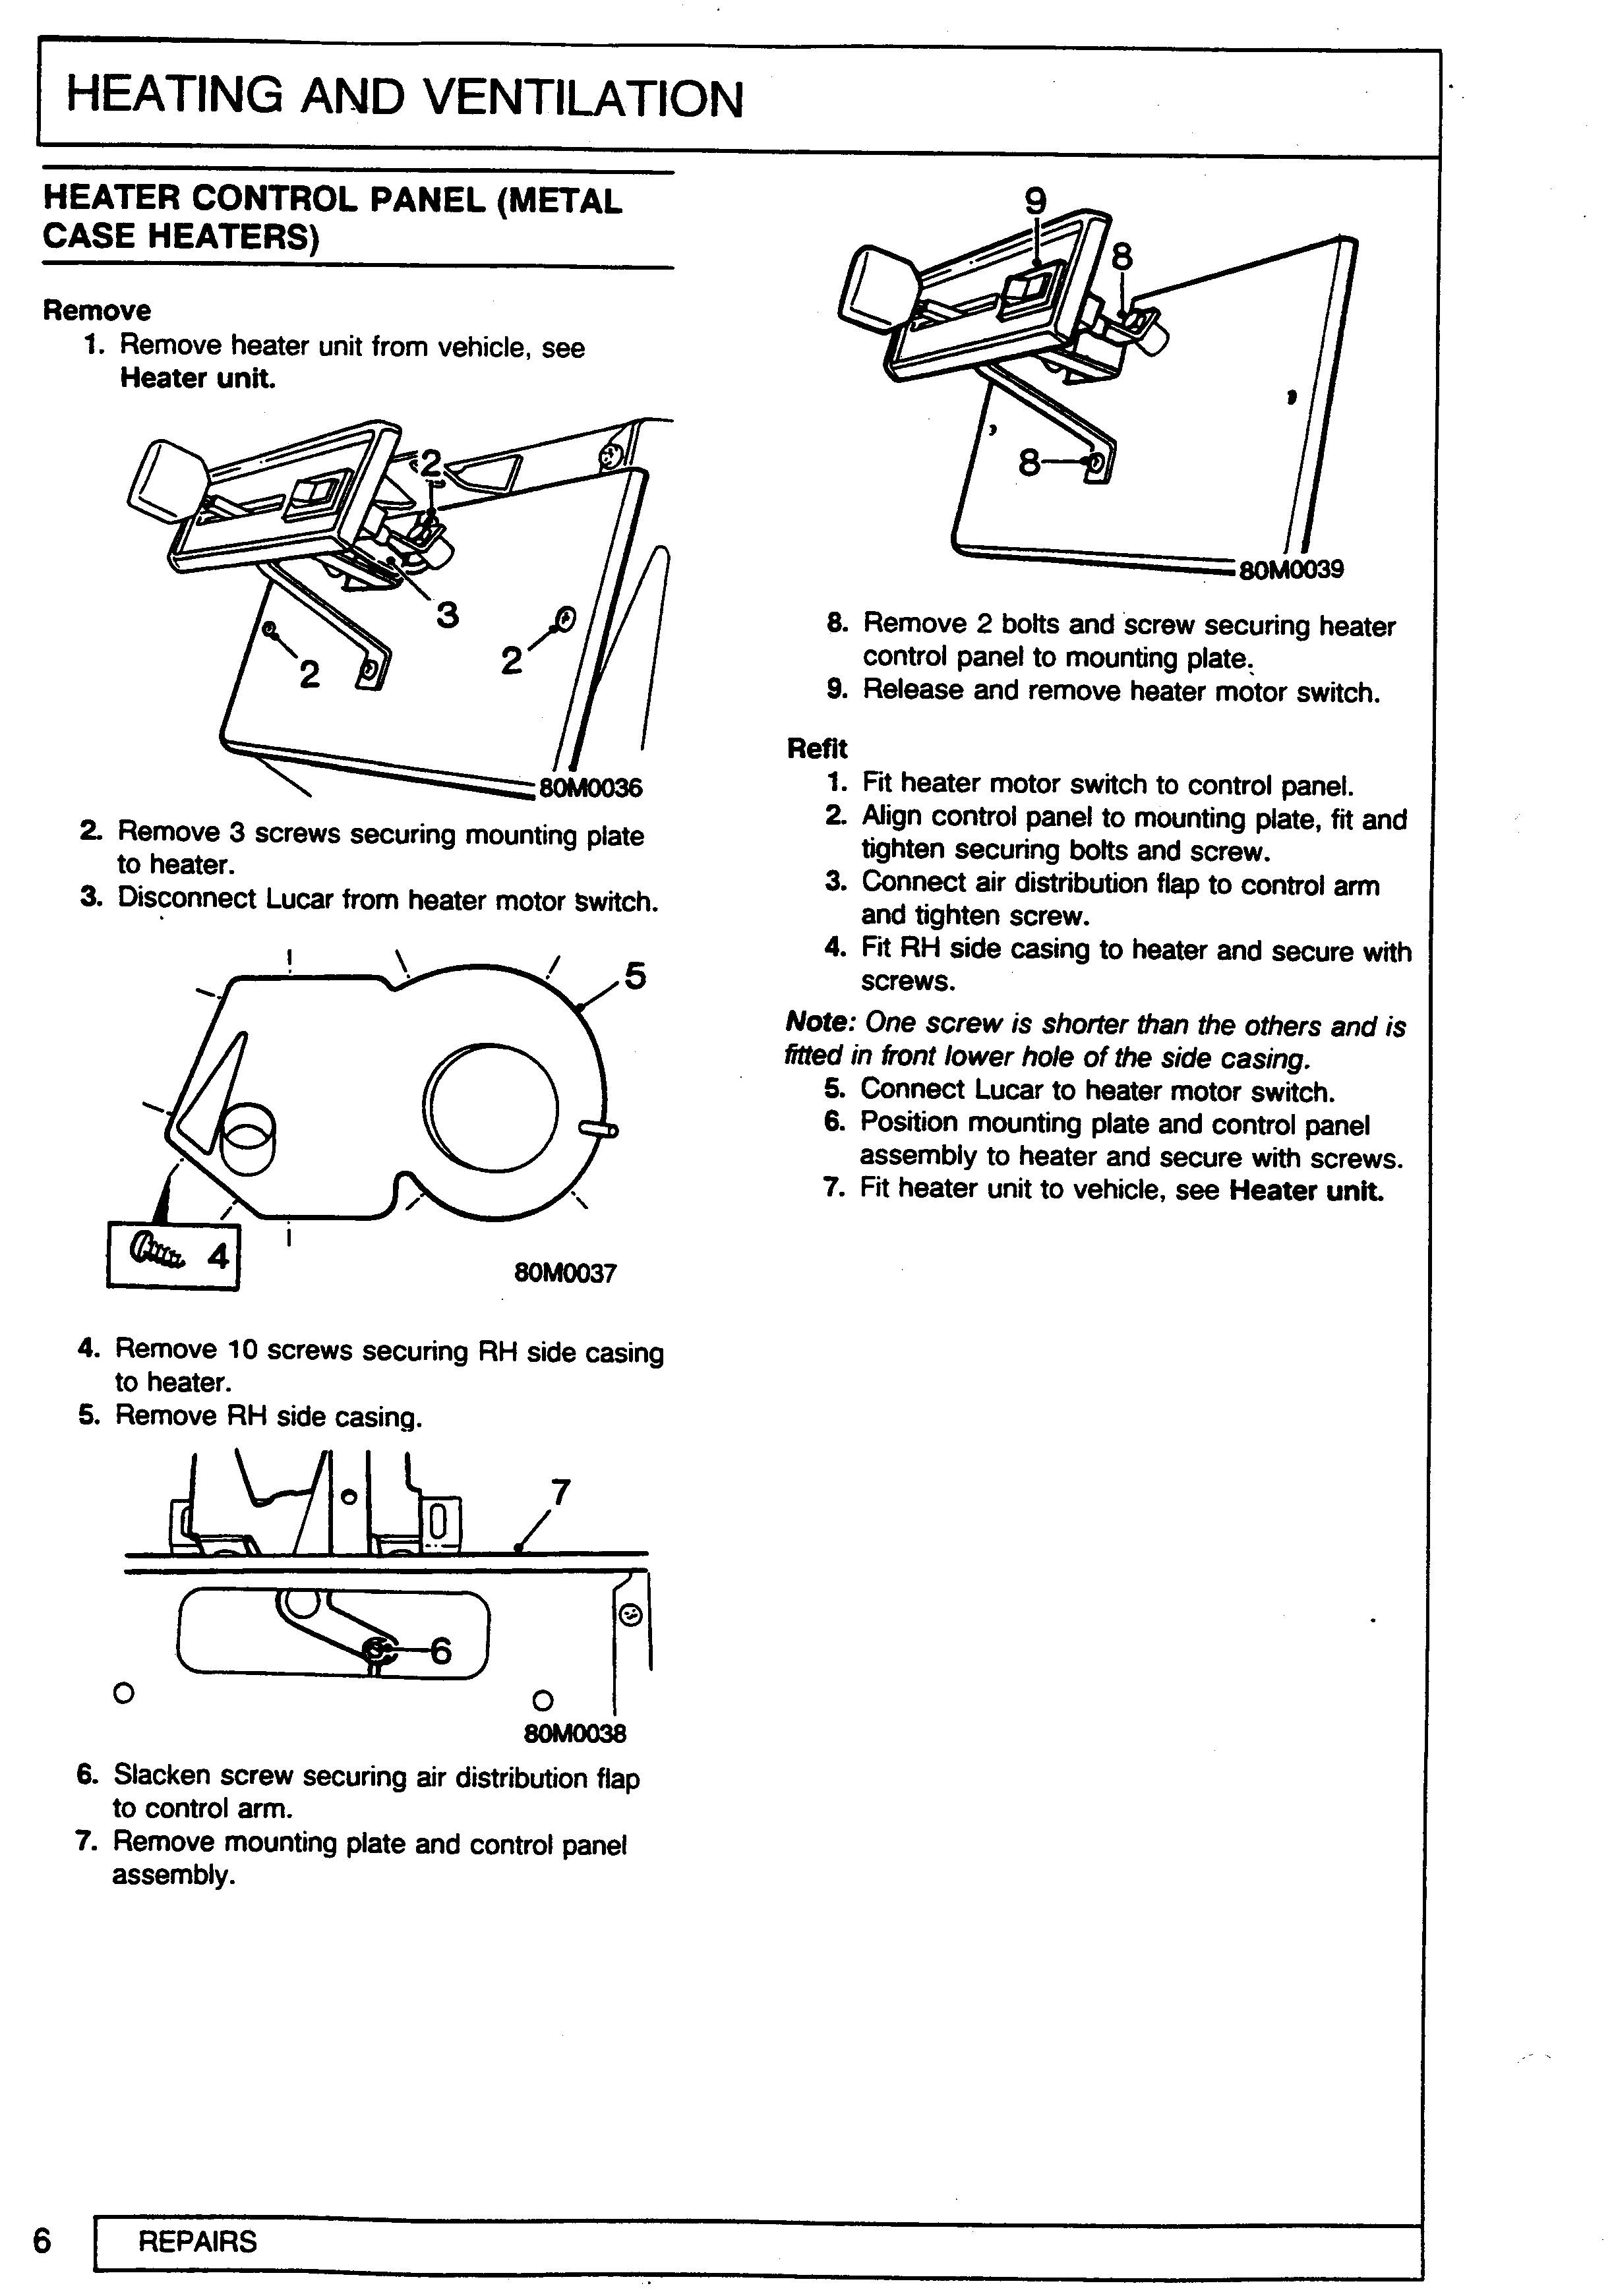 HEATING AND VENTILATION
HEATER CONTROL PANEL (METAL
CASE HEATERS)
Remove
1. Remove heater unit from vehicle, see
Heater unit.
2
3
2
2
80M0036
2. Remove 3 screws securing mounting plate
to heater.
3. Disconnect Lucar from heater motor switch.
5
4
80M0037
4. Remove 10 screws securing RH side casing
to heater.
5. Remove RH side casing.
7
6
80M0038
6. Slacken screw securing air distribution flap
to control arm.
7. Remove mounting plate and control panel
assembly.
9
8
8
80M0039
8. Remove 2 bolts and screw securing heater
control panel to mounting plate.
9. Release and remove heater motor switch.
Refit
1. Fit heater motor switch to control panel.
2. Align control panel to mounting plate, fit and
tighten securing bolts and screw.
3. Connect air distribution flap to control arm
and tighten screw.
4. Fit RH side casing to heater and secure with
screws.
Note: One screw is shorter than the others and is
fitted in front lower hole of the side casing.
5. Connect Lucar to heater motor switch.
6. Position mounting plate and control panel
assembly to heater and secure with screws.
7. Fit heater unit to vehicle, see Heater unit.
6
REPAIRS